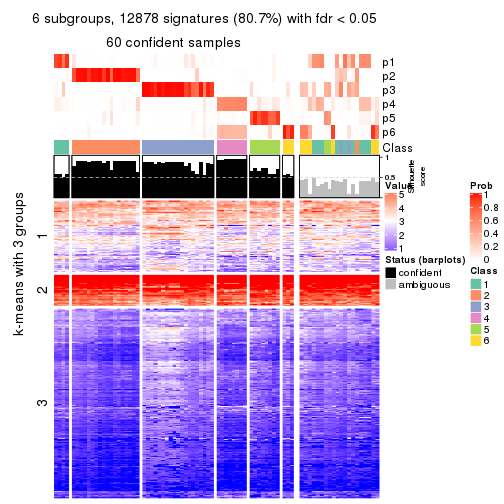 6 subgroups, 12878 signatures (80.7%) with fdr < 0.05
60 confident samples
p1
p2
p3
p4
p5
p6
Class
1
0.5
0
Silhouette
score
k-means with 3 groups
1
2
3
Value
5
4
3
2
1
Status (barplots)
confident
ambiguous
Prob
1
0.8
0.6
0.4
0.2
0
Class
1
2
3
4
5
6